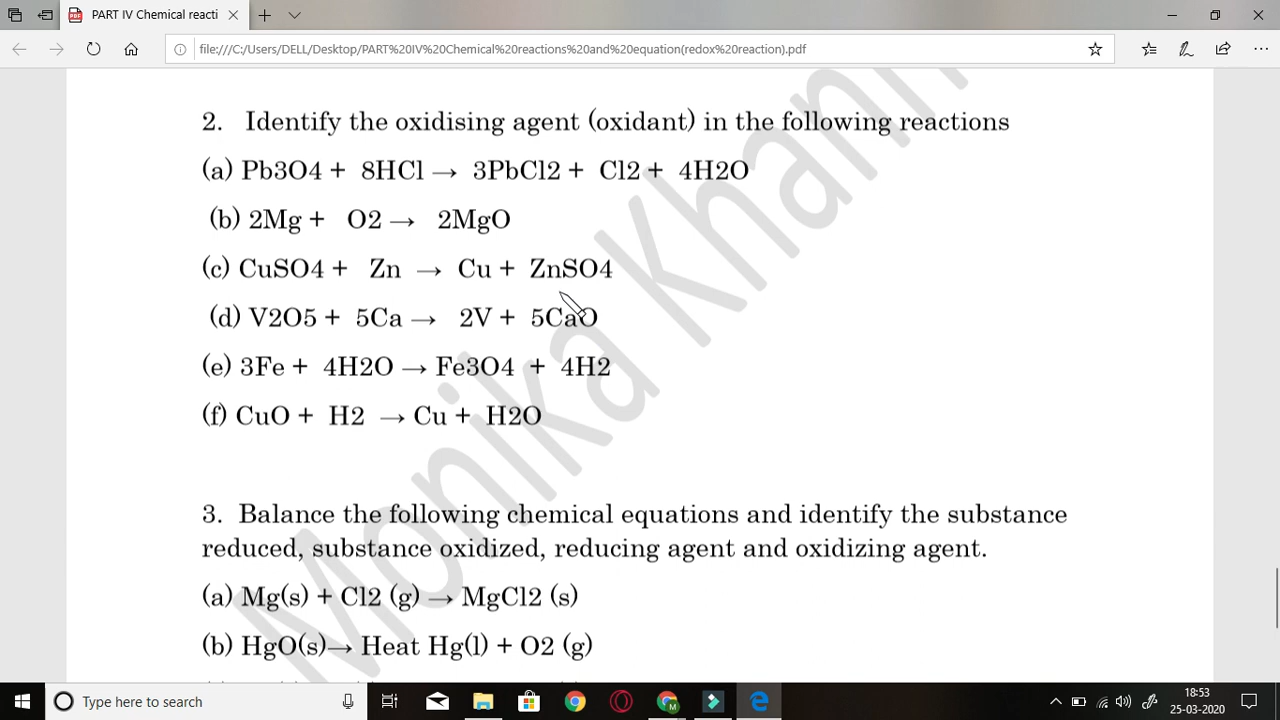 PART IV Chemical reacti
file:///C:/Users/DELL/Desktop/PART%20IV%20Chemical%20reactions%20and%20equation(redox%20reaction).pdf
2. Identify the oxidising agent (oxidant) in the following reactions
(a) Pb3O4 + 8HCl → 3PbCl2 + Cl2 + 4H2O
(b) 2Mg + O2 → 2MgO
(c) CuSO4 + Zn → Cu + ZnSO4
(d) V2O5 + 5Ca → 2V + 5CaO
(e) 3Fe + 4H2O → Fe3O4 + 4H2
(f) CuO + H2 → Cu + H2O
3. Balance the following chemical equations and identify the substance
reduced, substance oxidized, reducing agent and oxidizing agent.
(a) Mg(s) + Cl2 (g) → MgCl2 (s)
(b) HgO(s)→ Heat Hg(l) + O2 (g)
Monika Khann
Type here to search
18:53
25-03-2020